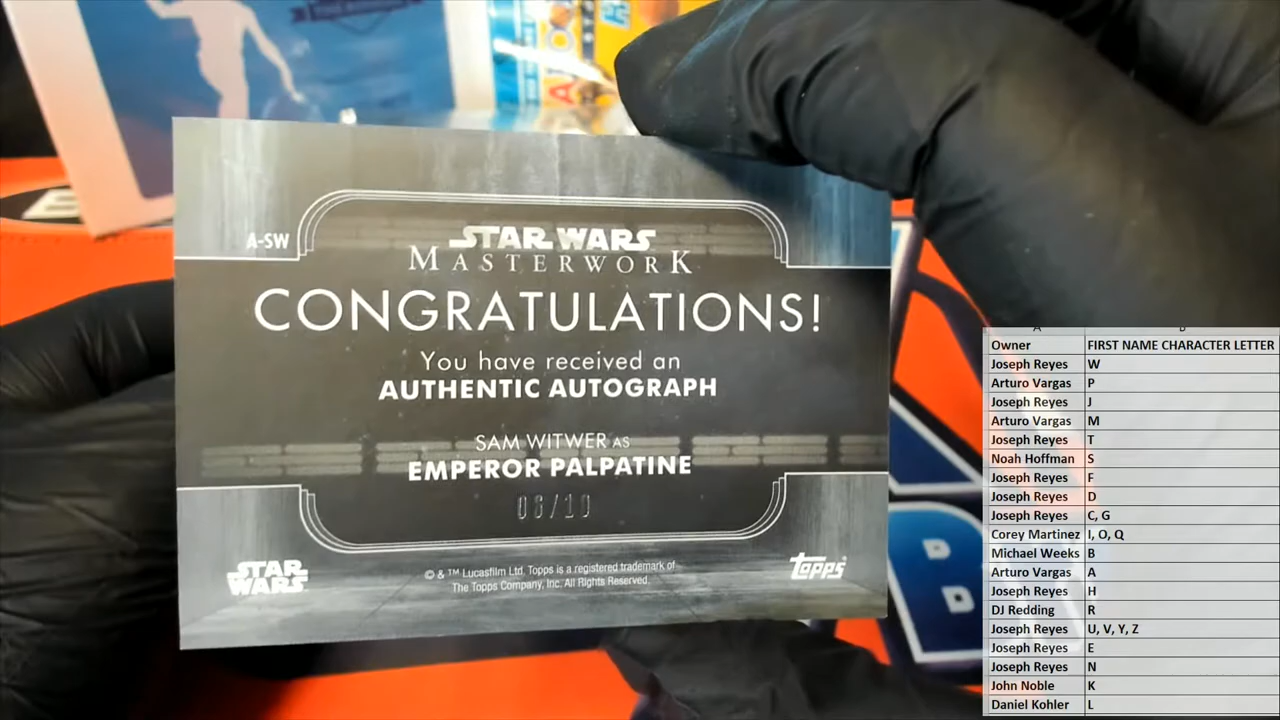 A-SW
STAR WARS
MASTERWORK
CONGRATULATIONS!
You have received an
AUTHENTIC AUTOGRAPH
SAM WITWER AS
EMPEROR PALPATINE
06/10
STAR
WARS
© & ™ Lucasfilm Ltd. Topps is a registered trademark of
The Topps Company, Inc. All Rights Reserved.
topps
A B
Owner FIRST NAME CHARACTER LETTER
Joseph Reyes W
Arturo Vargas P
Joseph Reyes J
Arturo Vargas M
Joseph Reyes T
Noah Hoffman S
Joseph Reyes F
Joseph Reyes D
Joseph Reyes C, G
Corey Martinez I, O, Q
Michael Weeks B
Arturo Vargas A
Joseph Reyes H
DJ Redding R
Joseph Reyes U, V, Y, Z
Joseph Reyes E
Joseph Reyes N
John Noble K
Daniel Kohler L